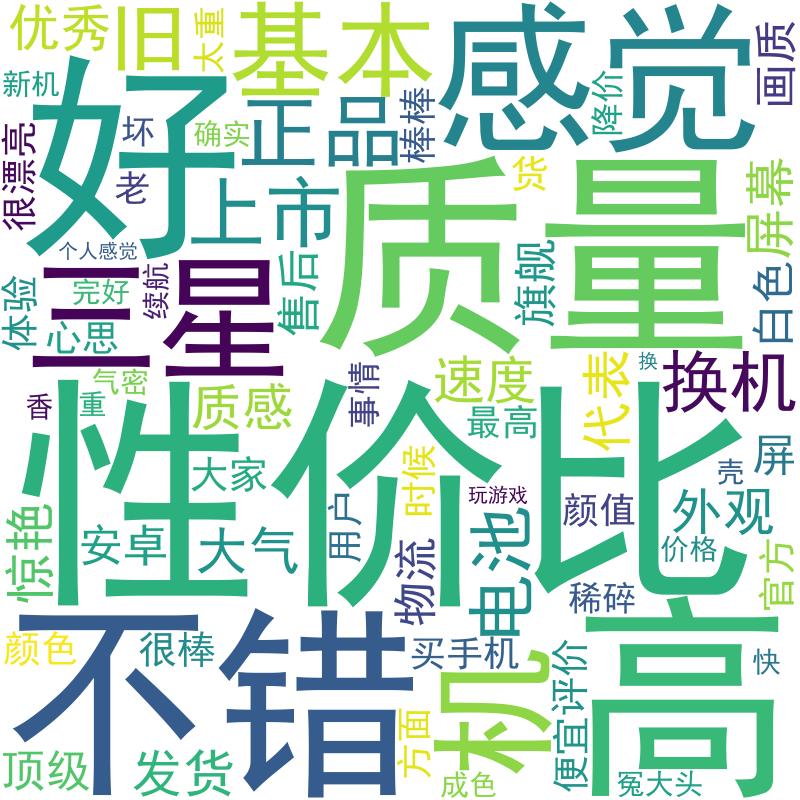 优秀
旧
太重
基本
感觉
画质
新机
好
坏
老
确实
正品
棒棒
降价
很漂亮
上市
质量
货
屏幕
个人感觉
三星
续航
售后
旗舰
白色
体验
完好
心思
气密
香
重
质感
事情
速度
最高
代表
换
换机
性价比
大家
时候
玩游戏
颜值
壳
屏
外观
惊艳
安卓
大气
用户
物流
电池
稀碎
价格
官方
不错
高
颜色
很棒
买手机
机
便宜
评价
快
顶级
发货
方面
成色
冤大头